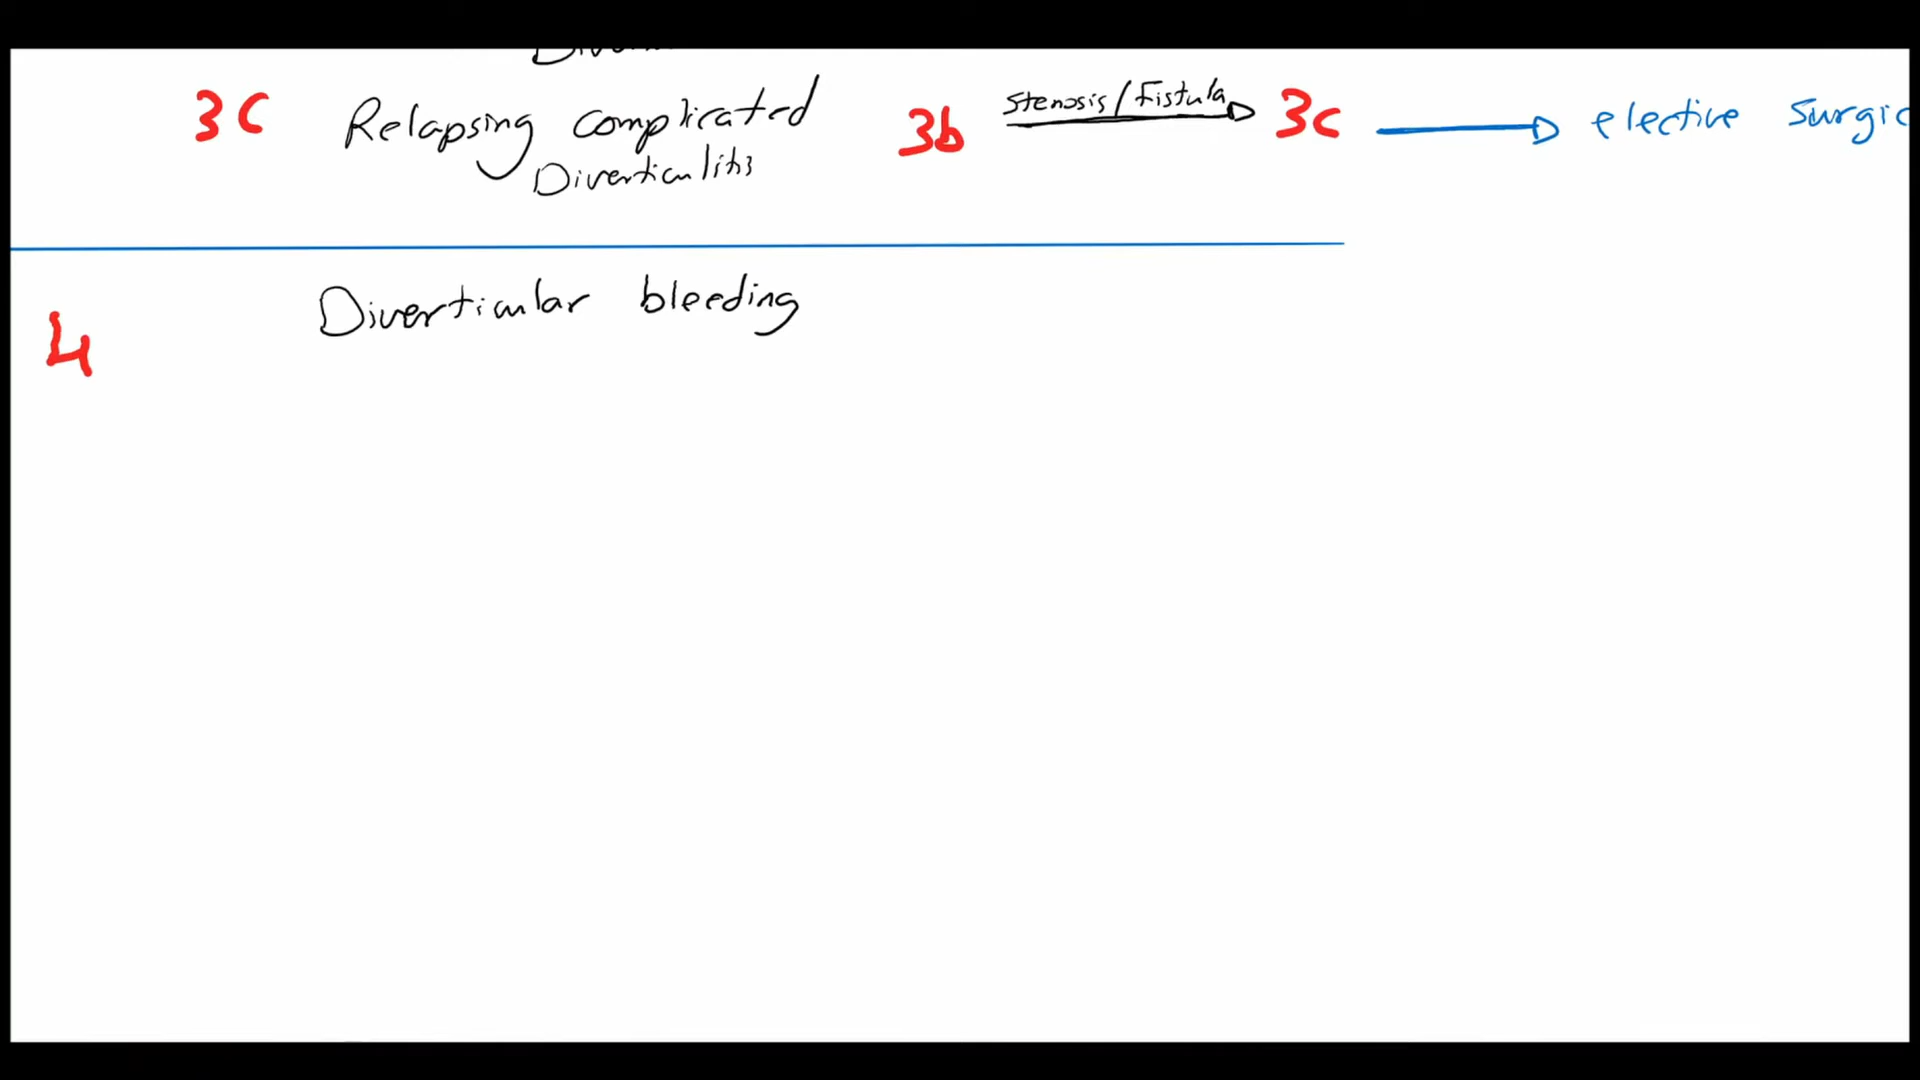 3c Relapsing complicated 3b Stenosis/Fistula 3c elective
Diverticulitis
Diverticular bleeding
4